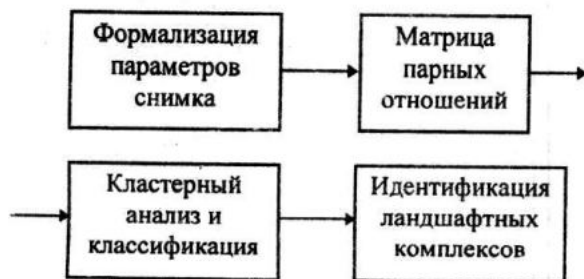 Формализация
параметров
снимка
Матрица
парных
отношений
Кластерный
анализ и
классификация
Идентификация
ландшафтных
комплексов